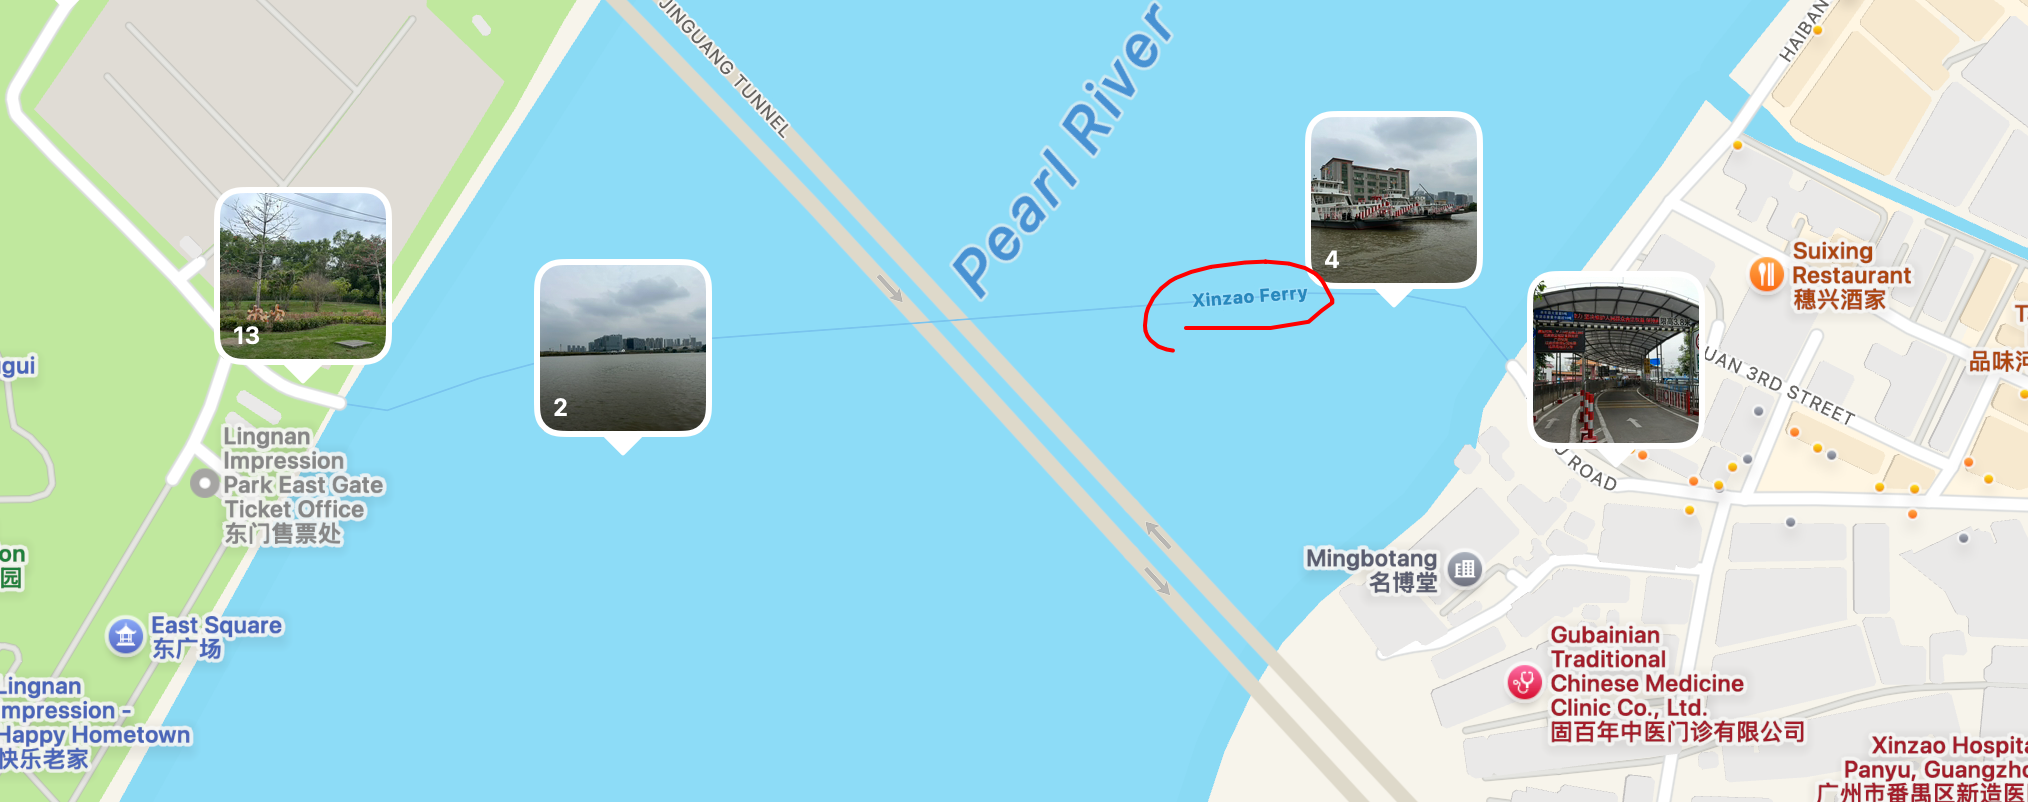 JINGUANG TUNNEL
Pearl River
HAIBAN
13
2
4
Xinzao Ferry
Suixing
Restaurant
穗兴酒家
品味河
UAN 3RD STREET
ROAD
gui
Lingnan
Impression
Park East Gate
Ticket Office
东门售票处
on
园
East Square
东广场
Lingnan
mpression -
Happy Hometown
快乐老家
Mingbotang
名博堂
Gubainian
Traditional
Chinese Medicine
Clinic Co., Ltd.
固百年中医门诊有限公司
Xinzao Hospita
Panyu, Guangzho
广州市番禺区新造医